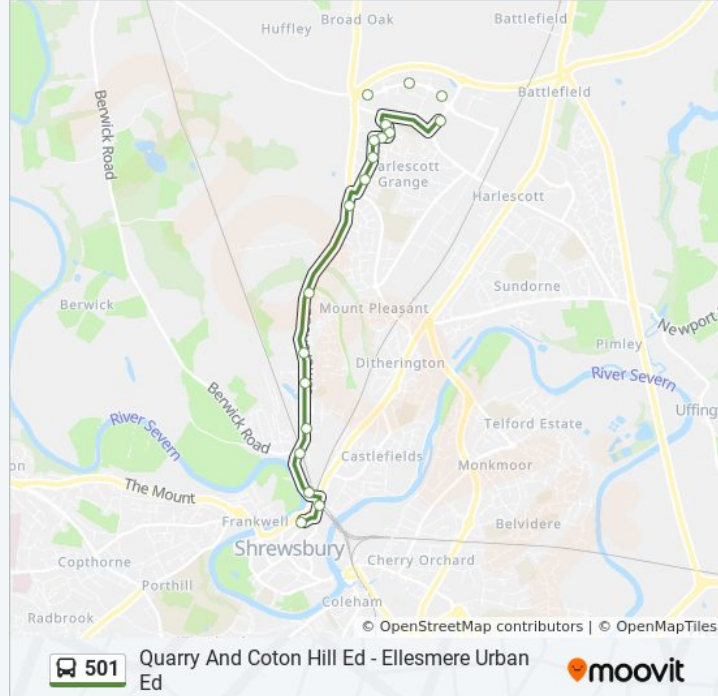 Broad Oak
Battlefield
Huffley
Battlefield
Berwick Road
arlescott
Grange
Harlescott
Sundorne
Berwick
Mount Pleasant
Newport
Pimley
Ditherington
River Severn
Berwick Road
Uffing
River Severn
Telford Estate
Castlefields
on
Monkmoor
The Mount
Frankwell
Belvidere
Shrewsbury
Copthorne
Cherry Orchard
Porthill
Coleham
Radbrook
© OpenStreetMap contributors | © OpenMapTiles
501
Quarry And Coton Hill Ed - Ellesmere Urban
Ed
moovit